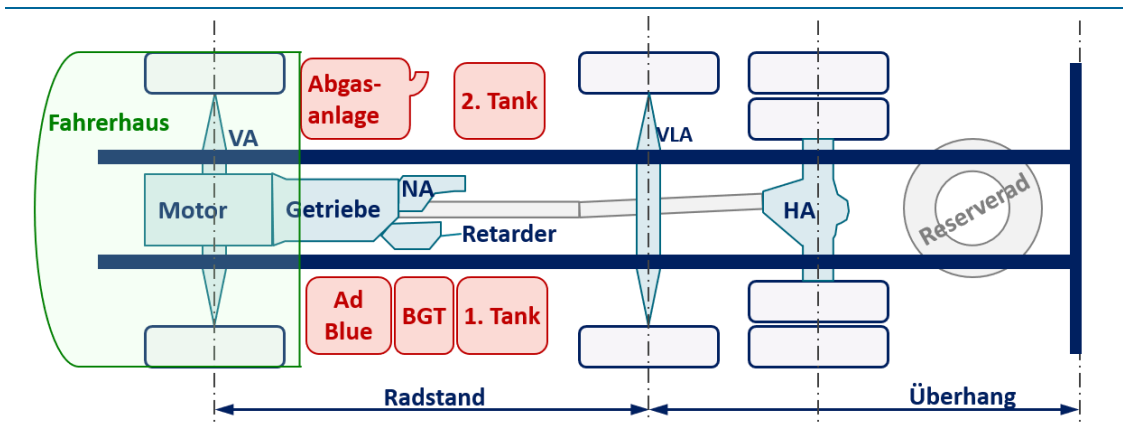 Fahrerhaus
Abgas-
anlage
2. Tank
VA
VLA
Motor
Getriebe
NA
Retarder
HA
Reserverad
Ad
Blue
BGT
1. Tank
Radstand
Überhang